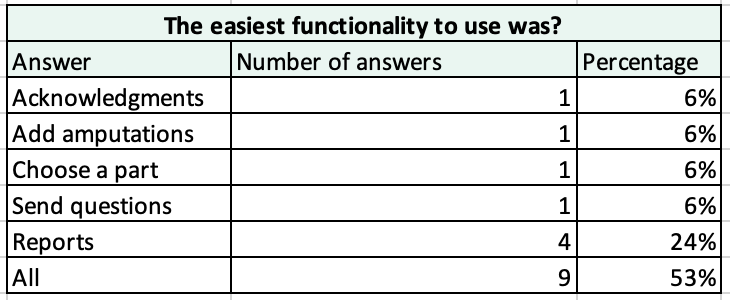 The easiest functionality to use was?
Answer Number of answers Percentage
Acknowledgments 1 6%
Add amputations 1 6%
Choose a part 1 6%
Send questions 1 6%
Reports 4 24%
All 9 53%